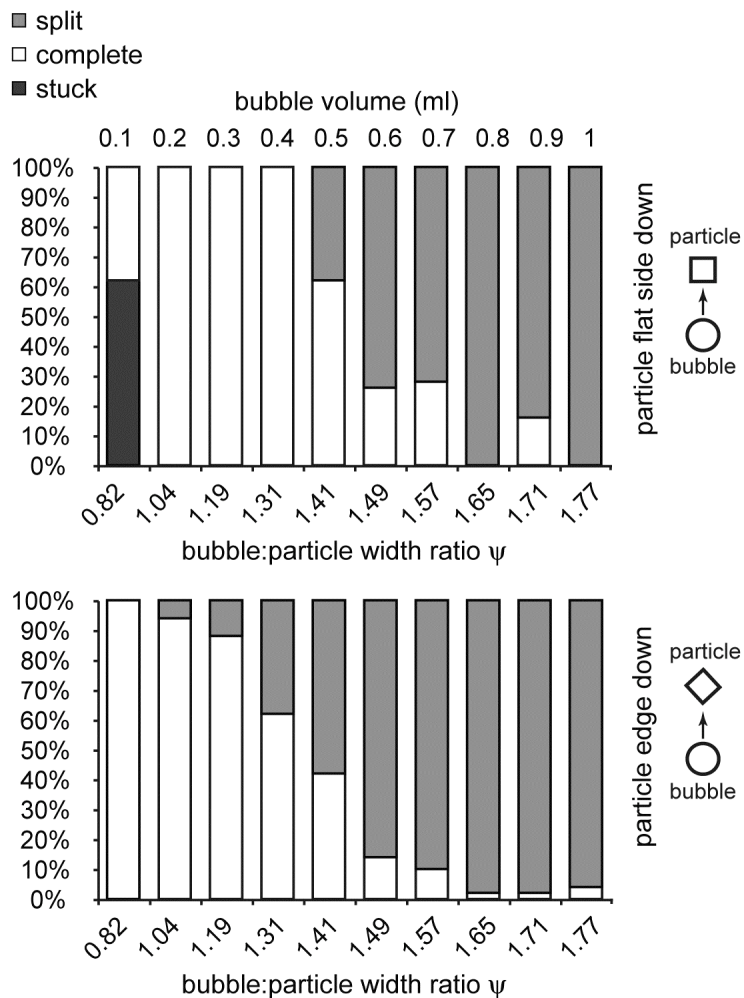 split
complete
stuck
bubble volume (ml)
0.1 0.2 0.3 0.4 0.5 0.6 0.7 0.8 0.9 1
100%
90%
80%
70%
60%
50%
40%
30%
20%
10%
0%
0.82 1.04 1.19 1.31 1.41 1.49 1.57 1.65 1.71 1.77
bubble:particle width ratio ψ
particle flat side down
particle
bubble
100%
90%
80%
70%
60%
50%
40%
30%
20%
10%
0%
0.82 1.04 1.19 1.31 1.41 1.49 1.57 1.65 1.71 1.77
bubble:particle width ratio ψ
particle edge down
particle
bubble